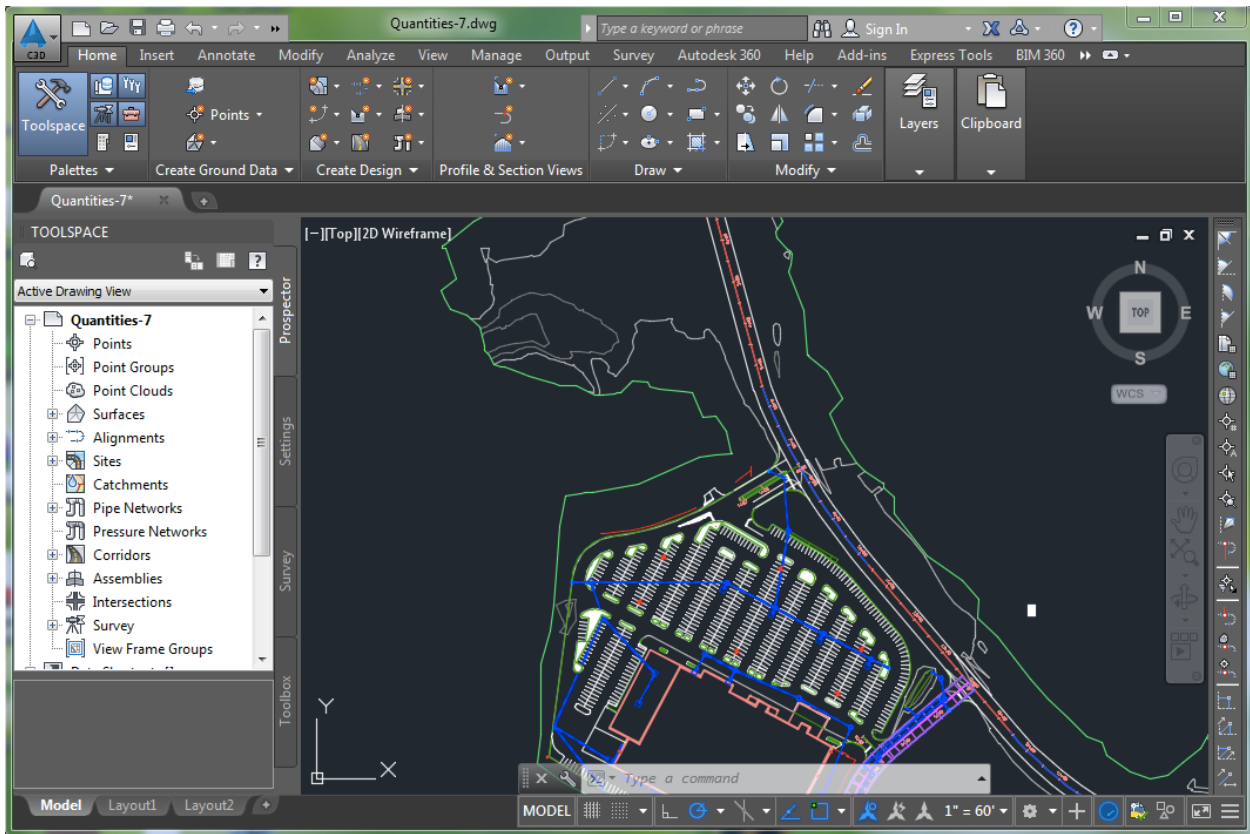 Quantities-7.dwg
Type a keyword or phrase
Sign In
C3D
Home Insert Annotate Modify Analyze View Manage Output Survey Autodesk 360 Help Add-ins Express Tools BIM 360
Toolspace
Points
Layers
Clipboard
Palettes
Create Ground Data
Create Design
Profile & Section Views
Draw
Modify
Quantities-7*
TOOLSPACE
Active Drawing View
Quantities-7
Points
Point Groups
Point Clouds
Surfaces
Alignments
Sites
Catchments
Pipe Networks
Pressure Networks
Corridors
Assemblies
Intersections
Survey
View Frame Groups
Prospector
Settings
Survey
Toolbox
[−][Top][2D Wireframe]
N
W
TOP
E
S
WCS
Y
X
Type a command
Model Layout1 Layout2
MODEL
1" = 60'